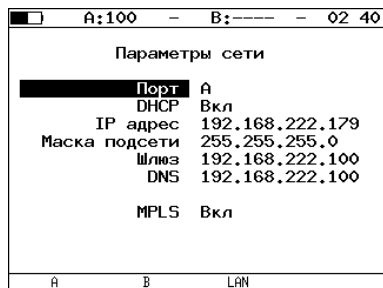 A:100 – B:---- – 02 40
Параметры сети
Порт A
DHCP Вкл
IP адрес 192.168.222.179
Маска подсети 255.255.255.0
Шлюз 192.168.222.100
DNS 192.168.222.100
MPLS Вкл
A B LAN